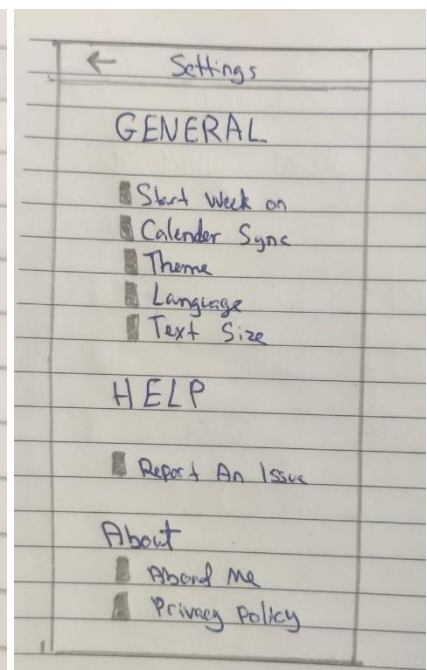 ← Settings
GENERAL
Start Week on
Calender Sync
Theme
Language
Text Size
HELP
Report An Issue
About
Me
Privacy Policy